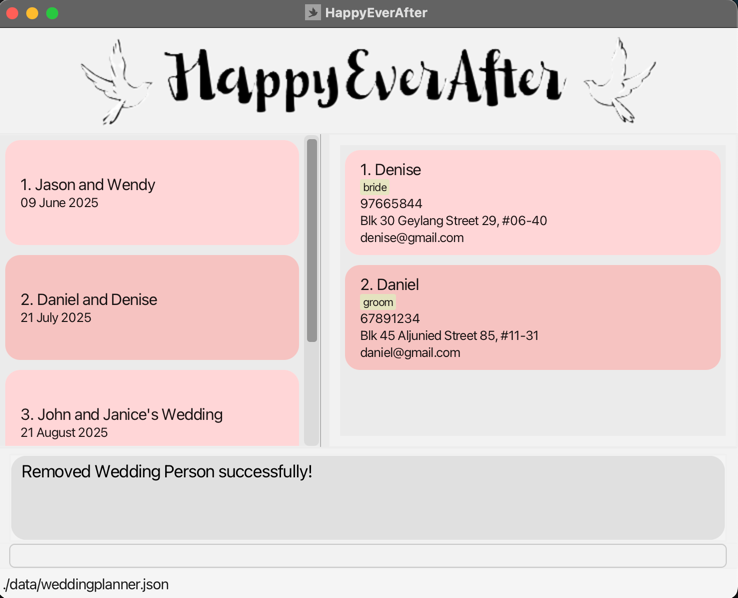 HappyEverAfter
HappyEverAfter
1. Jason and Wendy
09 June 2025
2. Daniel and Denise
21 July 2025
3. John and Janice's Wedding
21 August 2025
1. Denise
bride
97665844
Blk 30 Geylang Street 29, #06-40
denise@gmail.com
2. Daniel
groom
67891234
Blk 45 Aljunied Street 85, #11-31
daniel@gmail.com
Removed Wedding Person successfully!
./data/weddingplanner.json